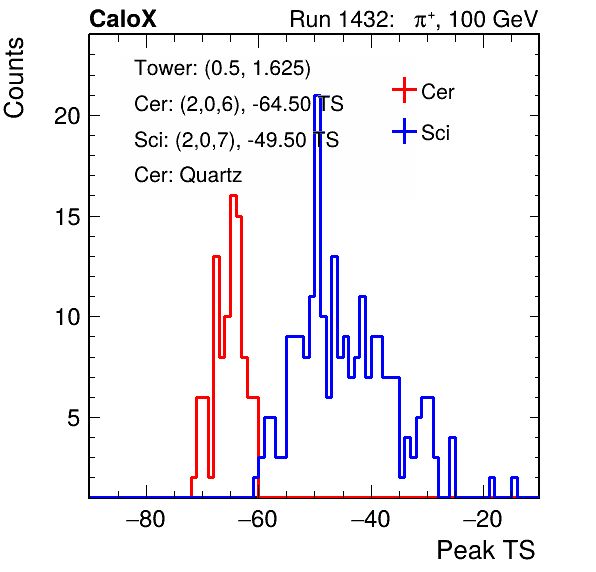 CaloX Run 1432: π⁺, 100 GeV
Counts
Tower: (0.5, 1.625)
Cer: (2,0,6), -64.50 TS
Sci: (2,0,7), -49.50 TS
Cer: Quartz
Cer
Sci
20
15
10
5
−80 −60 −40 −20
Peak TS